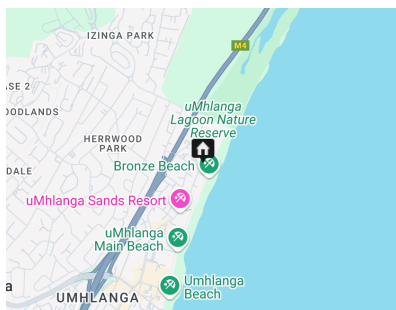 IZINGA PARK
M4
ASE 2
uMhlanga
Lagoon Nature
Reserve
OODLANDS
HERRWOOD
PARK
Bronze Beach
DALE
uMhlanga Sands Resort
uMhlanga
Main Beach
Umhlanga
Beach
a
UMHLANGA